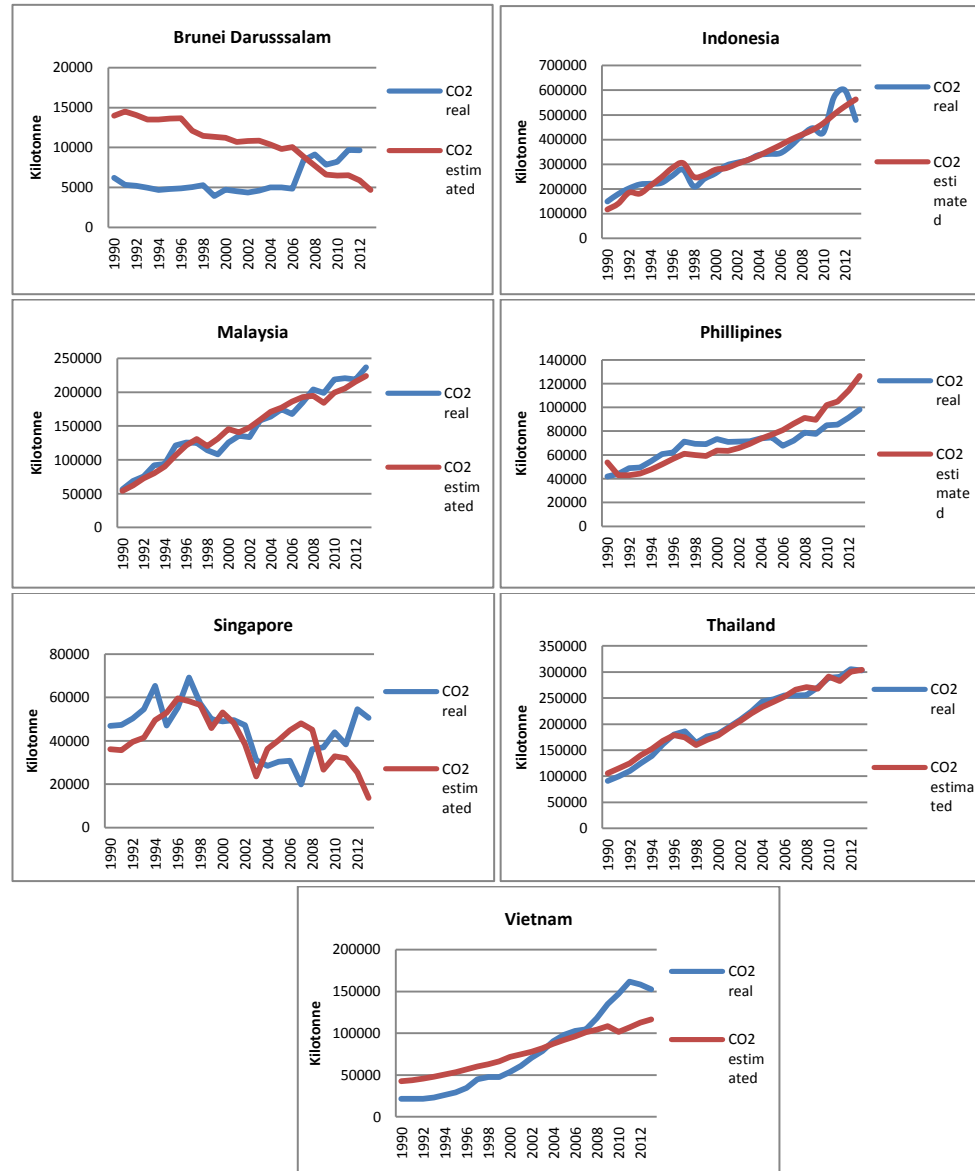 Brunei Darusssalam
20000
15000
10000
5000
0
Kilotonne
1990 1992 1994 1996 1998 2000 2002 2004 2006 2008 2010 2012
CO2
real
CO2
estim
ated
Indonesia
700000
600000
500000
400000
300000
200000
100000
0
Kilotonne
1990 1992 1994 1996 1998 2000 2002 2004 2006 2008 2010 2012
CO2
real
CO2
esti
mate
d
Malaysia
250000
200000
150000
100000
50000
0
Kilotonne
1990 1992 1994 1996 1998 2000 2002 2004 2006 2008 2010 2012
CO2
real
CO2
estim
ated
Phillipines
140000
120000
100000
80000
60000
40000
20000
0
Kilotonne
1990 1992 1994 1996 1998 2000 2002 2004 2006 2008 2010 2012
CO2
real
CO2
esti
mate
d
Singapore
80000
60000
40000
20000
0
Kilotonne
1990 1992 1994 1996 1998 2000 2002 2004 2006 2008 2010 2012
CO2
real
CO2
estim
ated
Thailand
350000
300000
250000
200000
150000
100000
50000
0
Kilotonne
1990 1992 1994 1996 1998 2000 2002 2004 2006 2008 2010 2012
CO2
real
CO2
estima
ted
Vietnam
200000
150000
100000
50000
0
Kilotonne
1990 1992 1994 1996 1998 2000 2002 2004 2006 2008 2010 2012
CO2
real
CO2
estim
ated